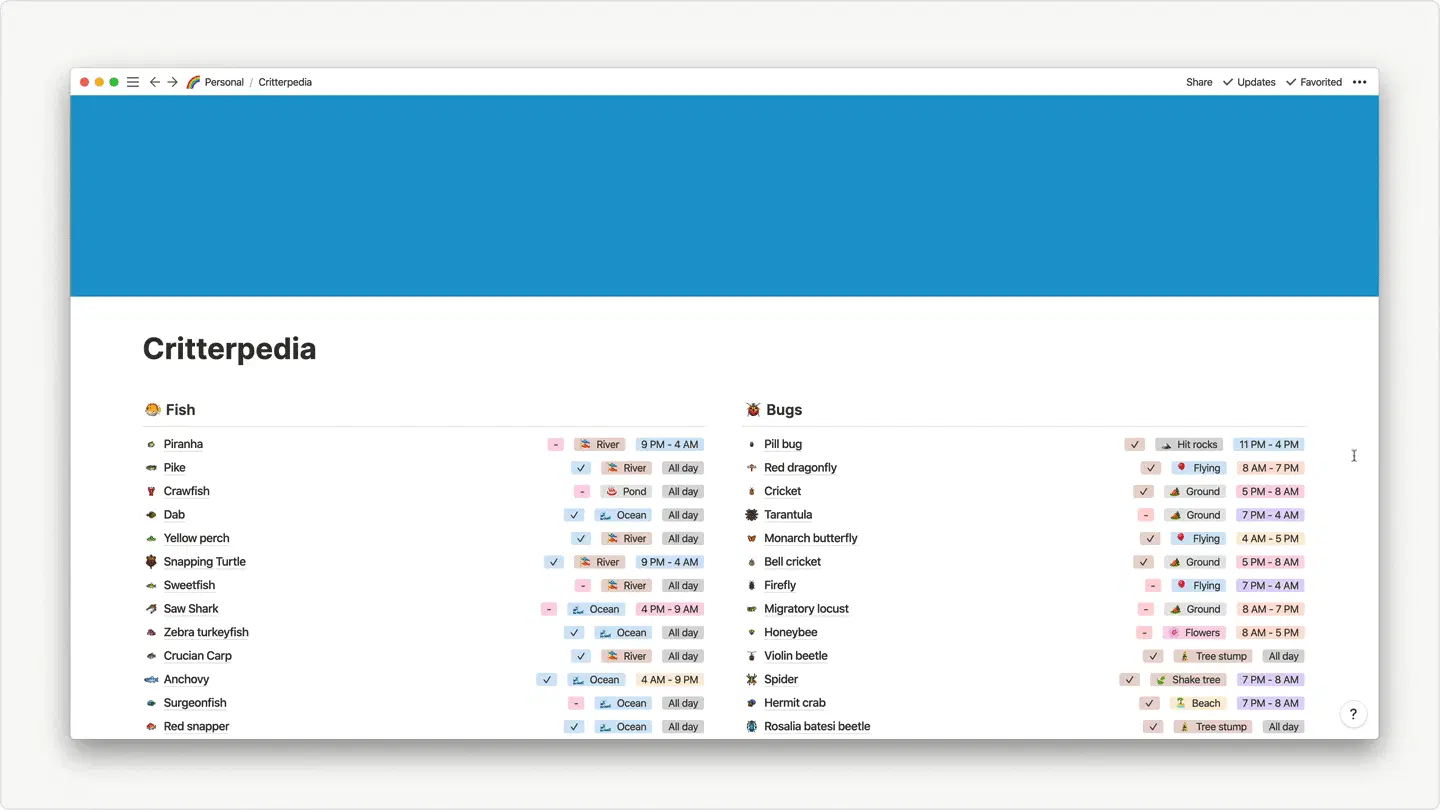 Personal / Critterpedia Share ✓ Updates ✓ Favorited •••
Critterpedia
Fish
Piranha - River 9 PM - 4 AM
Pike ✓ River All day
Crawfish - Pond All day
Dab ✓ Ocean All day
Yellow perch ✓ River All day
Snapping Turtle ✓ River 9 PM - 4 AM
Sweetfish - River All day
Saw Shark - Ocean 4 PM - 9 AM
Zebra turkeyfish ✓ Ocean All day
Crucian Carp ✓ River All day
Anchovy ✓ Ocean 4 AM - 9 PM
Surgeonfish - Ocean All day
Red snapper ✓ Ocean All day
Bugs
Pill bug ✓ Hit rocks 11 PM - 4 PM
Red dragonfly ✓ Flying 8 AM - 7 PM
Cricket ✓ Ground 5 PM - 8 AM
Tarantula - Ground 7 PM - 4 AM
Monarch butterfly ✓ Flying 4 AM - 5 PM
Bell cricket ✓ Ground 5 PM - 8 AM
Firefly - Flying 7 PM - 4 AM
Migratory locust - Ground 8 AM - 7 PM
Honeybee - Flowers 8 AM - 5 PM
Violin beetle ✓ Tree stump All day
Spider ✓ Shake tree 7 PM - 8 AM
Hermit crab ✓ Beach 7 PM - 8 AM
Rosalia batesi beetle ✓ Tree stump All day
?